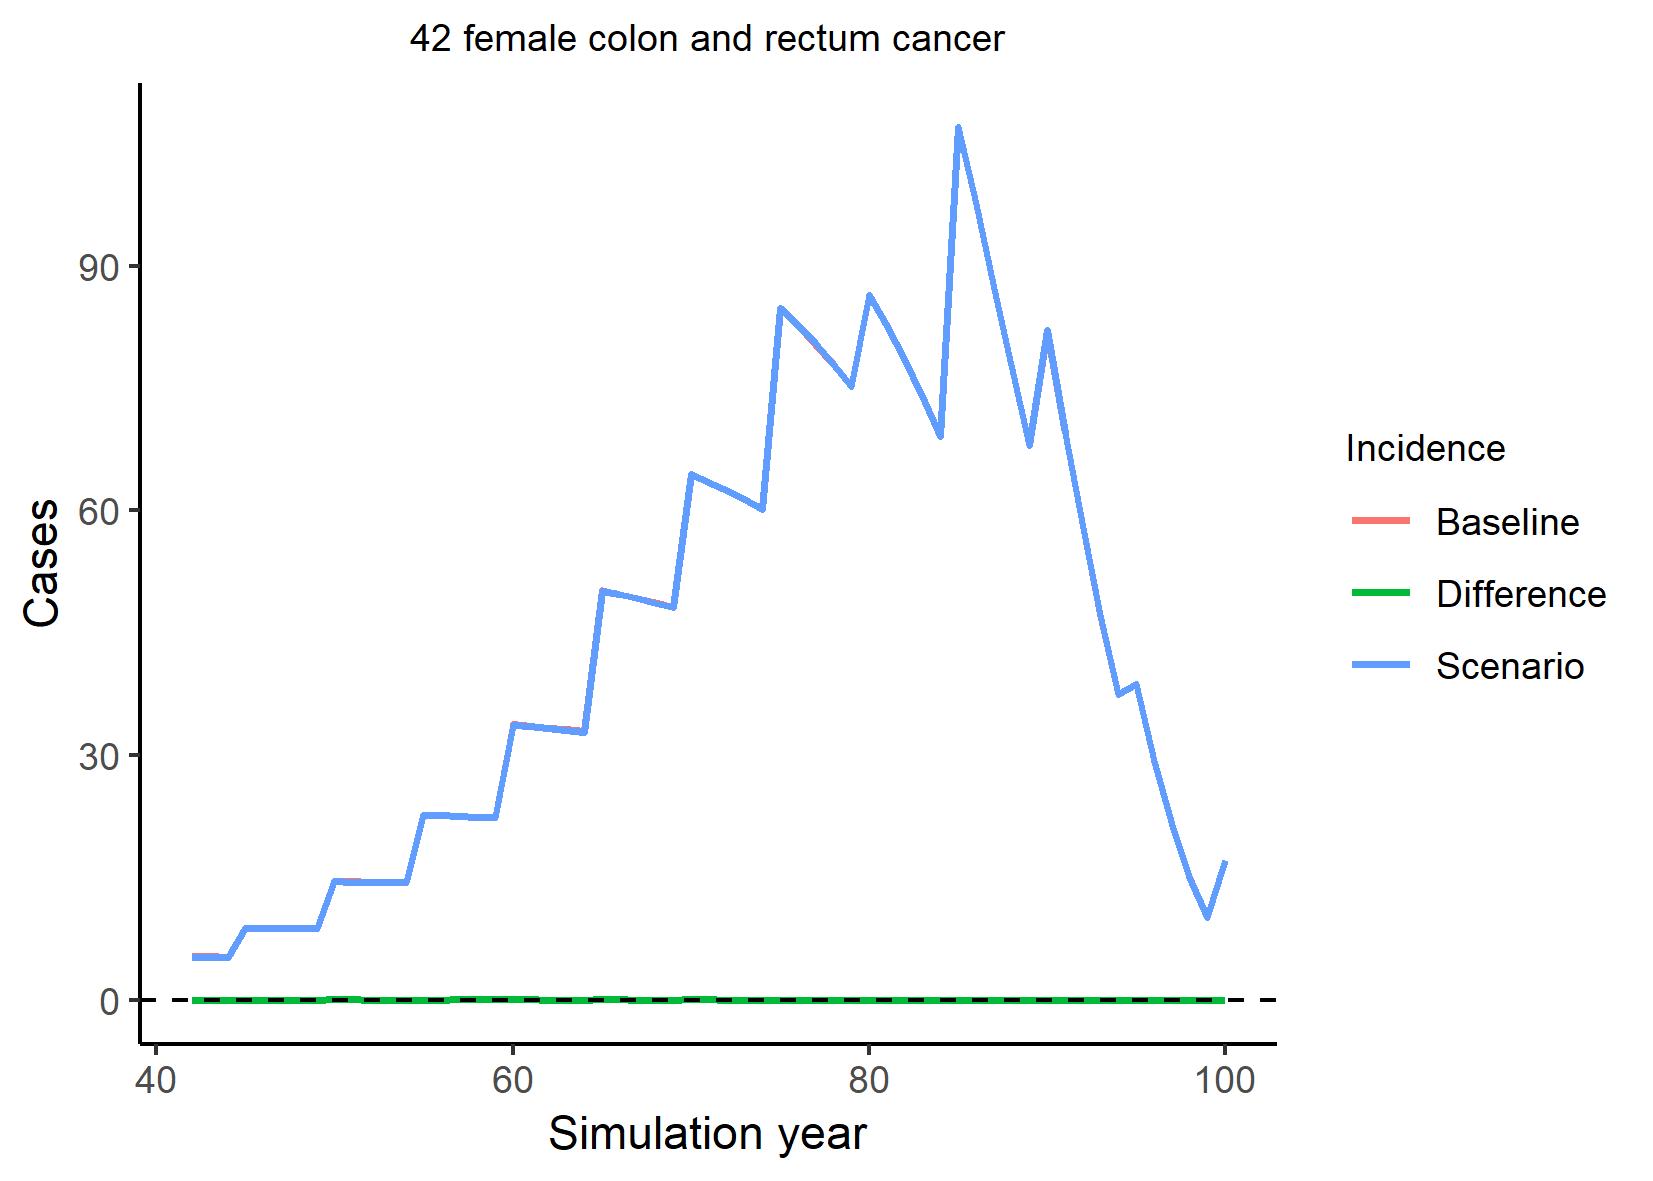 42 female colon and rectum cancer
Cases
90
60
30
0
40 60 80 100
Simulation year
Incidence
Baseline
Difference
Scenario